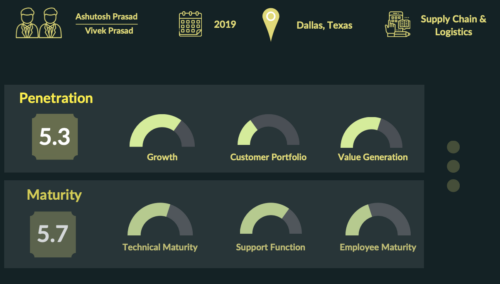 Ashutosh Prasad
Vivek Prasad
2019
Dallas, Texas
Supply Chain &
Logistics
Penetration
5.3
Growth
Customer Portfolio
Value Generation
Maturity
5.7
Technical Maturity
Support Function
Employee Maturity